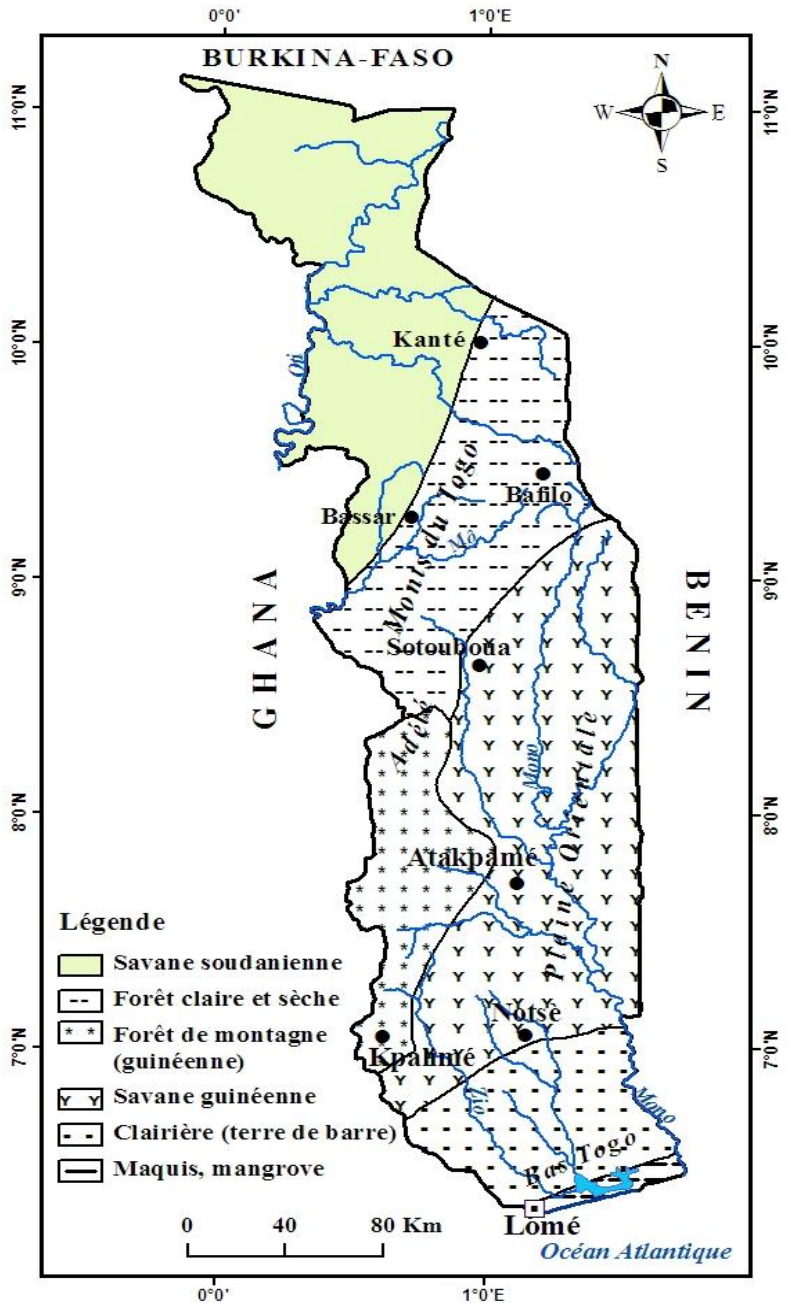 0°0'
1°0'E
BURKINA-FASO
N
W
E
S
11°0'N
11°0'N
Kanté
10°0'N
10°0'N
Oti
Bafilo
Bassar
Mô
Monts du Togo
9°0'N
9°0'N
GHANA
BENIN
Sotouboua
Adélé
Mono
Plaine Orientale
8°0'N
8°0'N
Atakpamé
Légende
Savane soudanienne
Forêt claire et sèche
Forêt de montagne
(guinéenne)
Savane guinéenne
Clairière (terre de barre)
Maquis, mangrove
Notsè
7°0'N
7°0'N
Kpalimé
Zio
Mono
Bas Togo
Lomé
0 40 80 Km
Océan Atlantique
0°0'
1°0'E